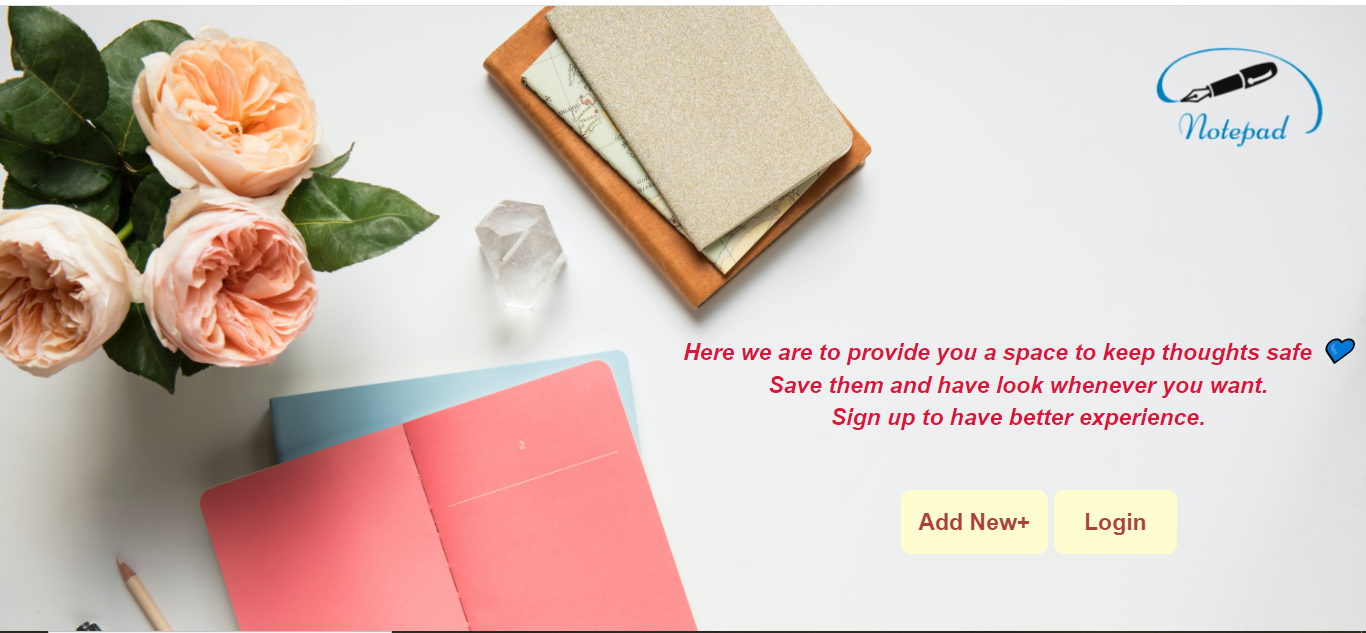 Notepad
Here we are to provide you a space to keep thoughts safe 💙
Save them and have look whenever you want.
Sign up to have better experience.
2
Add New+ Login